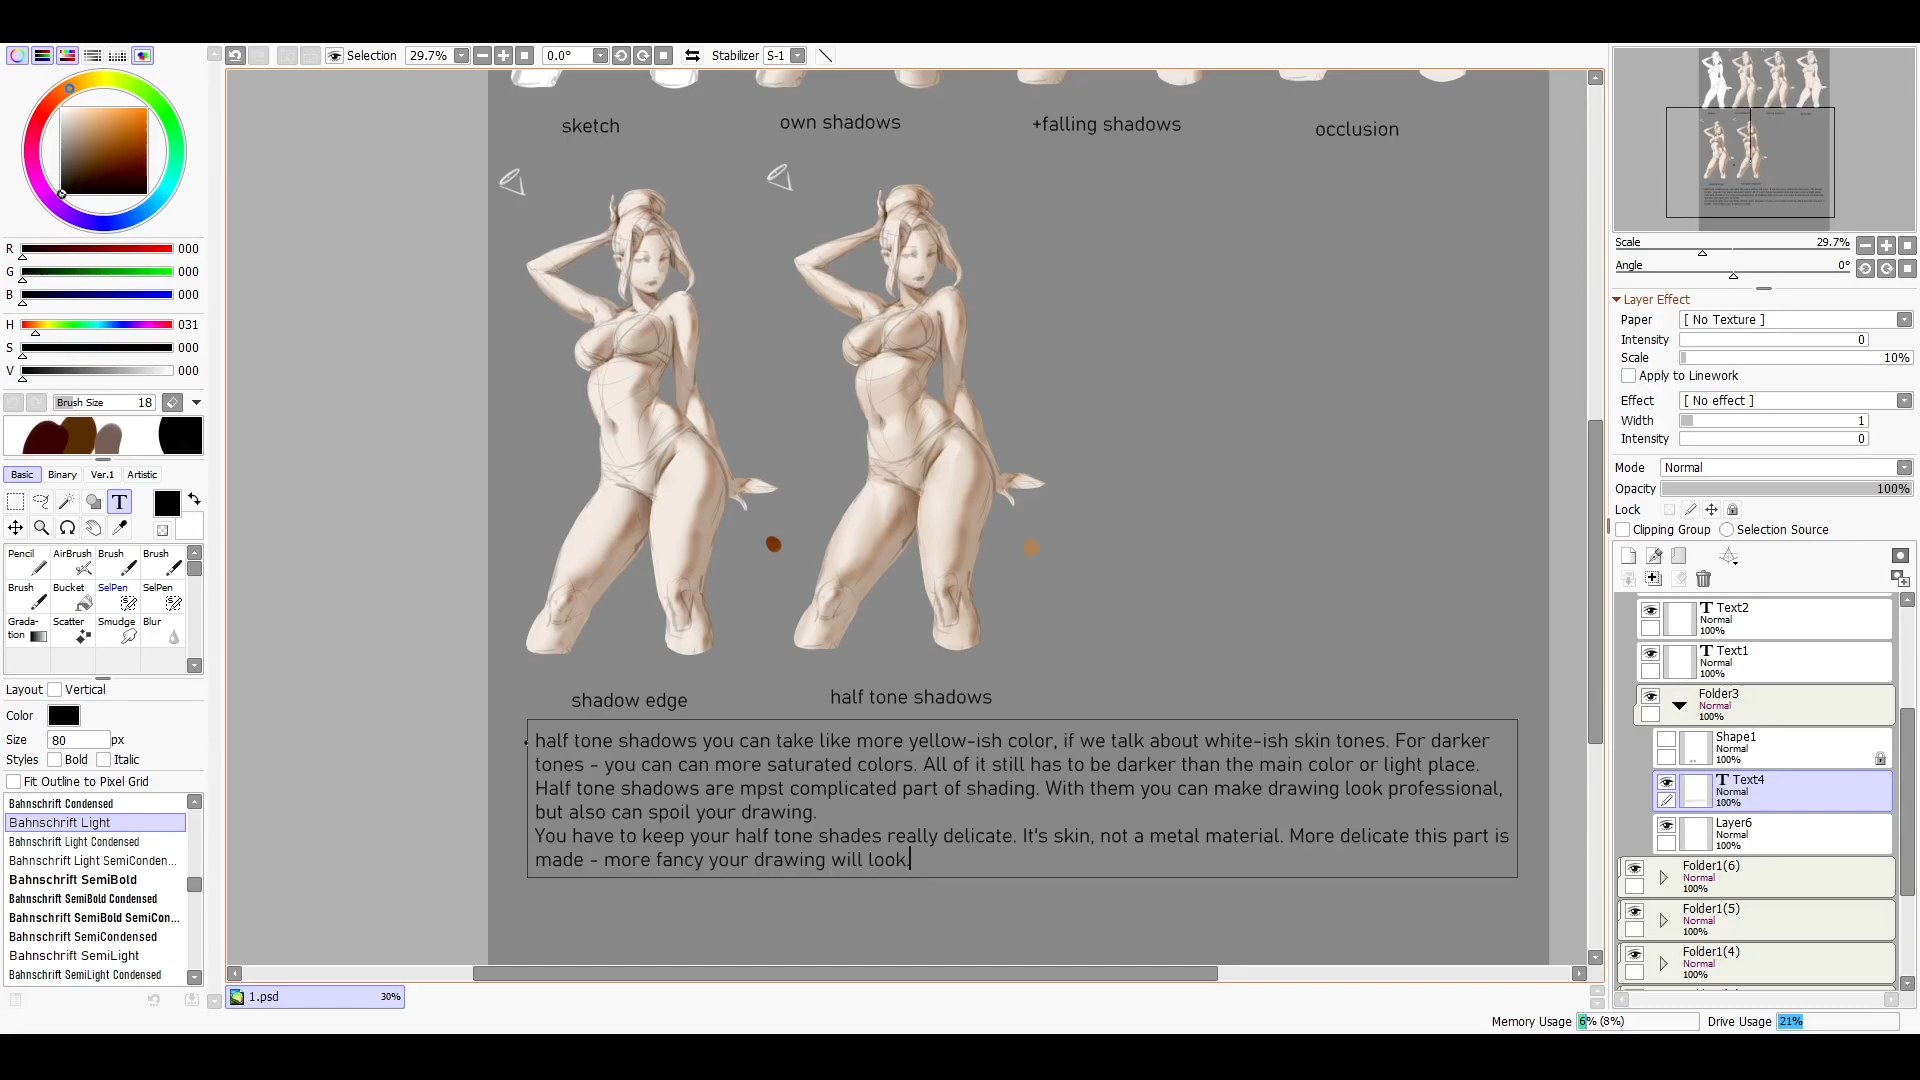 Selection 29.7% 0.0° Stabilizer S-1
sketch
own shadows
+falling shadows
occlusion
shadow edge
half tone shadows
half tone shadows you can take like more yellow-ish color, if we talk about white-ish skin tones. For darker
tones - you can can more saturated colors. All of it still has to be darker than the main color or light place.
Half tone shadows are mpst complicated part of shading. With them you can make drawing look professional,
but also can spoil your drawing.
You have to keep your half tone shades really delicate. It's skin, not a metal material. More delicate this part is
made - more fancy your drawing will look.
R 000
G 000
B 000
H 031
S 000
V 000
Brush Size 18
Basic Binary Ver.1 Artistic
T
Pencil AirBrush Brush Brush
Brush Bucket SelPen SelPen
Grada-
tion Scatter Smudge Blur
Layout Vertical
Color
Size 80 px
Styles Bold Italic
Fit Outline to Pixel Grid
Bahnschrift Condensed
Bahnschrift Light
Bahnschrift Light Condensed
Bahnschrift Light SemiConden...
Bahnschrift SemiBold
Bahnschrift SemiBold Condensed
Bahnschrift SemiBold SemiCon...
Bahnschrift SemiCondensed
Bahnschrift SemiLight
Bahnschrift SemiLight Condensed
1.psd 30%
Scale 29.7%
Angle 0°
Layer Effect
Paper [ No Texture ]
Intensity 0
Scale 10%
Apply to Linework
Effect [ No effect ]
Width 1
Intensity 0
Mode Normal
Opacity 100%
Lock
Clipping Group Selection Source
T Text2
Normal
100%
T Text1
Normal
100%
Folder3
Normal
100%
Shape1
Normal
100%
T Text4
Normal
100%
Layer6
Normal
100%
Folder1(6)
Normal
100%
Folder1(5)
Normal
100%
Folder1(4)
Normal
100%
Memory Usage 6% (8%) Drive Usage 21%